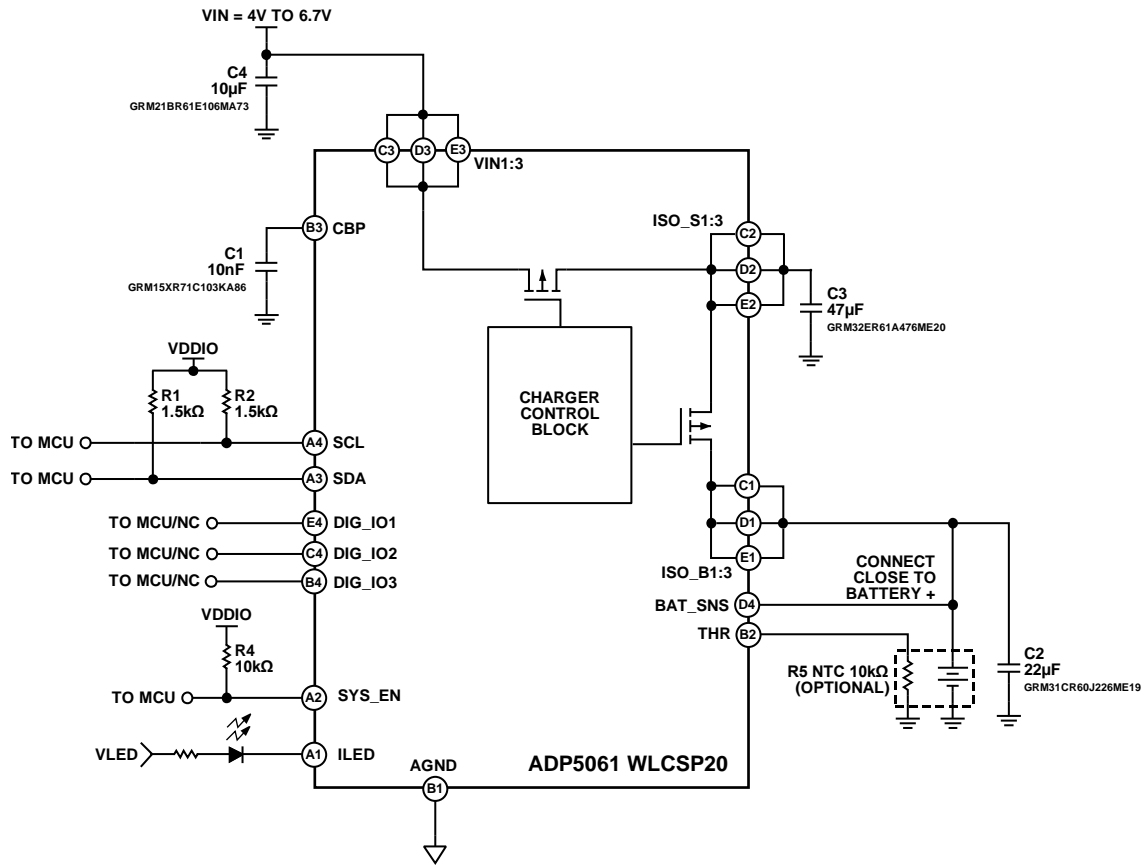 VIN = 4V TO 6.7V
C4
10µF
GRM21BR61E106MA73
C3
D3
E3
VIN1:3
B3
CBP
C1
10nF
GRM15XR71C103KA86
ISO_S1:3
C2
D2
E2
C3
47µF
GRM32ER61A476ME20
VDDIO
R1
1.5kΩ
R2
1.5kΩ
CHARGER
CONTROL
BLOCK
TO MCU
A4
SCL
TO MCU
A3
SDA
C1
D1
E1
ISO_B1:3
TO MCU/NC
E4
DIG_IO1
TO MCU/NC
C4
DIG_IO2
TO MCU/NC
B4
DIG_IO3
CONNECT
CLOSE TO
BATTERY +
BAT_SNS
D4
THR
B2
VDDIO
R4
10kΩ
R5 NTC 10kΩ
(OPTIONAL)
C2
22µF
GRM31CR60J226ME19
TO MCU
A2
SYS_EN
VLED
A1
ILED
AGND
B1
ADP5061 WLCSP20